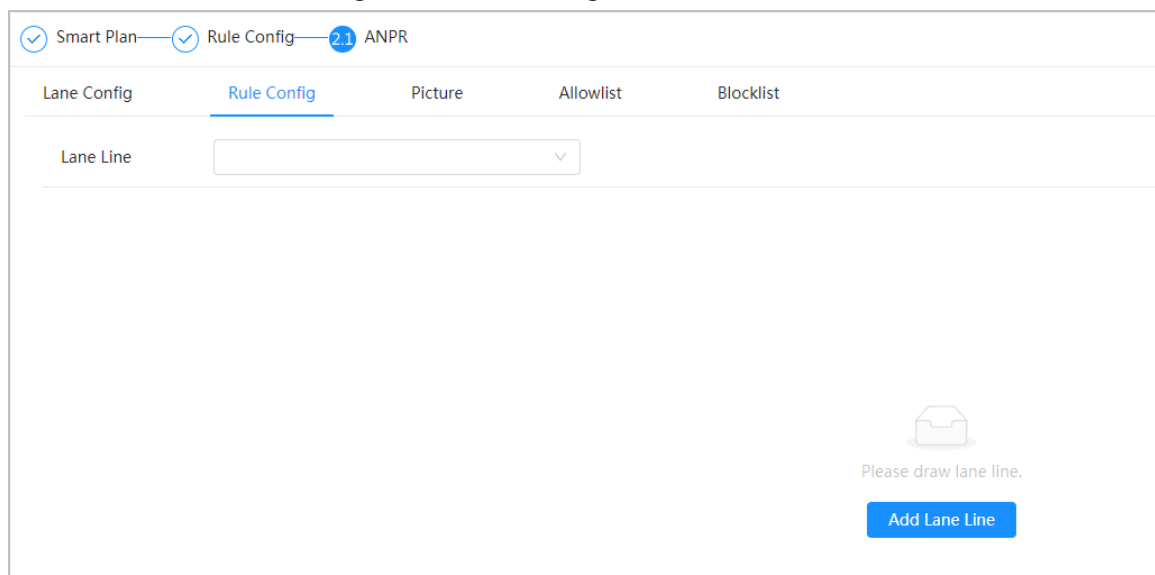 Smart Plan Rule Config 2.1 ANPR
Lane Config Rule Config Picture Allowlist Blocklist
Lane Line
Please draw lane line.
Add Lane Line